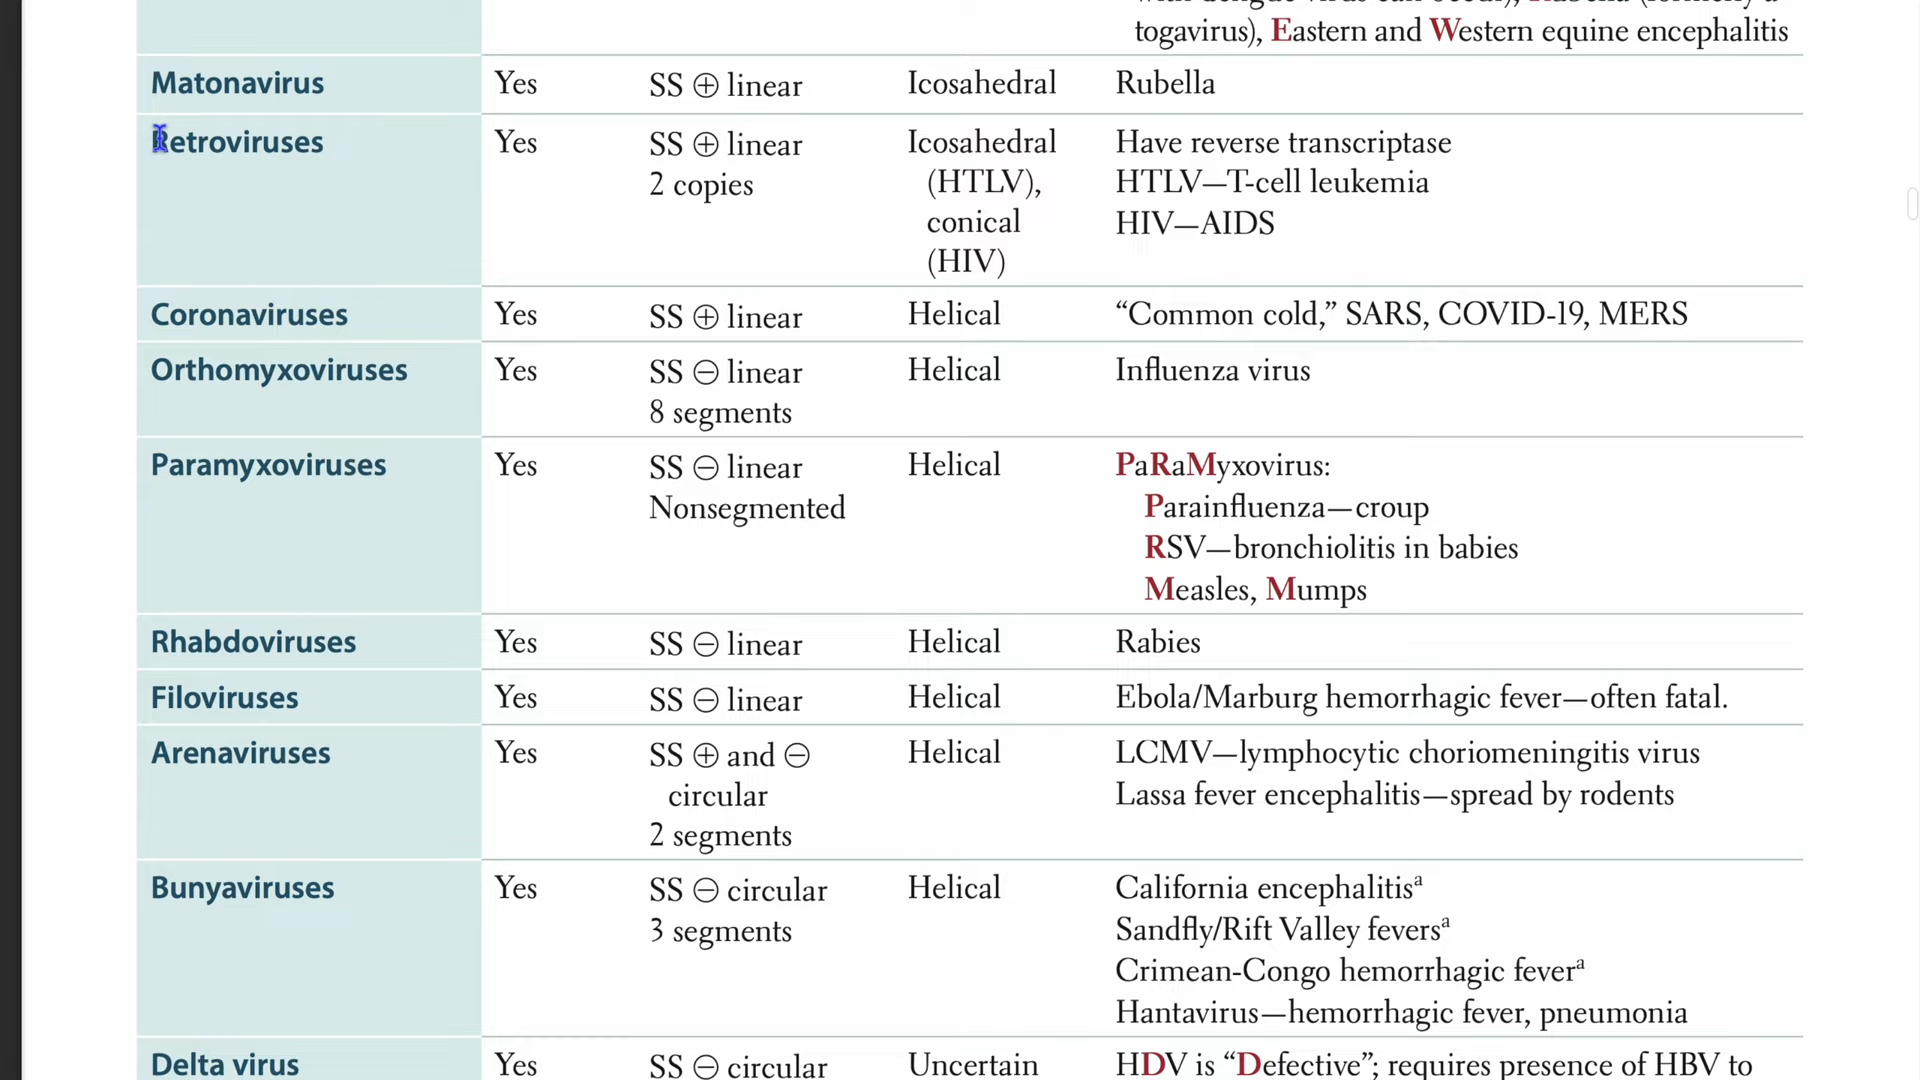 togavirus), Eastern and Western equine encephalitis
Matonavirus Yes SS ⊕ linear Icosahedral Rubella
Retroviruses Yes SS ⊕ linear Icosahedral Have reverse transcriptase
2 copies (HTLV), HTLV—T-cell leukemia
conical HIV—AIDS
(HIV)
Coronaviruses Yes SS ⊕ linear Helical “Common cold,” SARS, COVID-19, MERS
Orthomyxoviruses Yes SS ⊖ linear Helical Influenza virus
8 segments
Paramyxoviruses Yes SS ⊖ linear Helical PaRaMyxovirus:
Nonsegmented Parainfluenza—croup
RSV—bronchiolitis in babies
Measles, Mumps
Rhabdoviruses Yes SS ⊖ linear Helical Rabies
Filoviruses Yes SS ⊖ linear Helical Ebola/Marburg hemorrhagic fever—often fatal.
Arenaviruses Yes SS ⊕ and ⊖ Helical LCMV—lymphocytic choriomeningitis virus
circular Lassa fever encephalitis—spread by rodents
2 segments
Bunyaviruses Yes SS ⊖ circular Helical California encephalitisª
3 segments Sandfly/Rift Valley feversª
Crimean-Congo hemorrhagic feverª
Hantavirus—hemorrhagic fever, pneumonia
Delta virus Yes SS ⊖ circular Uncertain HDV is “Defective”; requires presence of HBV to